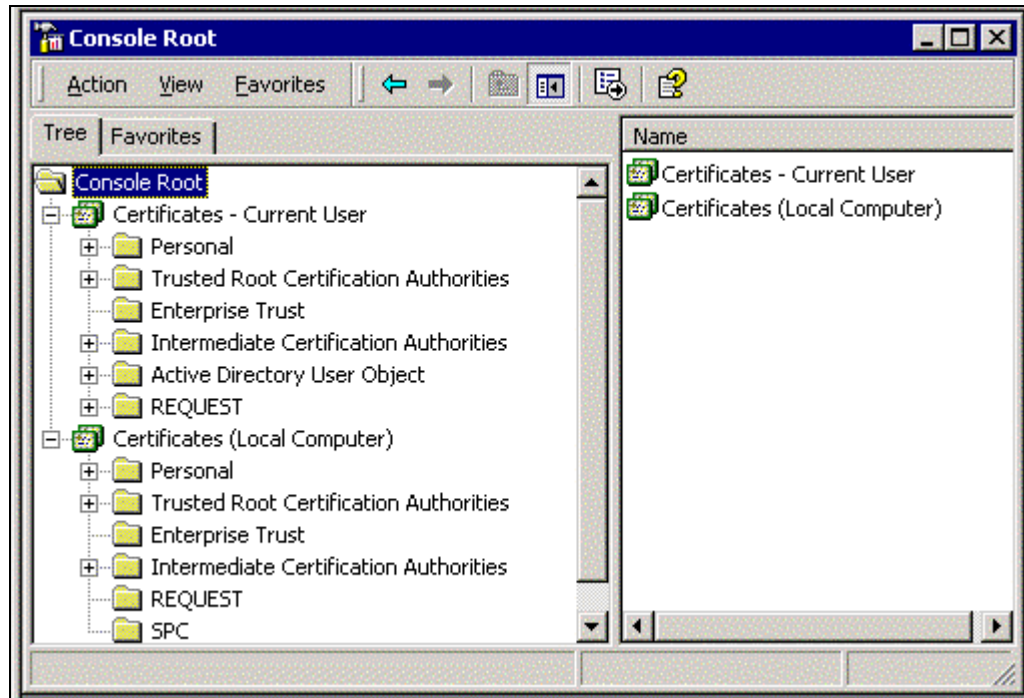 Console Root
Action View Favorites
Tree Favorites
Name
Console Root
Certificates - Current User
Personal
Trusted Root Certification Authorities
Enterprise Trust
Intermediate Certification Authorities
Active Directory User Object
REQUEST
Certificates (Local Computer)
Personal
Trusted Root Certification Authorities
Enterprise Trust
Intermediate Certification Authorities
REQUEST
SPC
Certificates - Current User
Certificates (Local Computer)